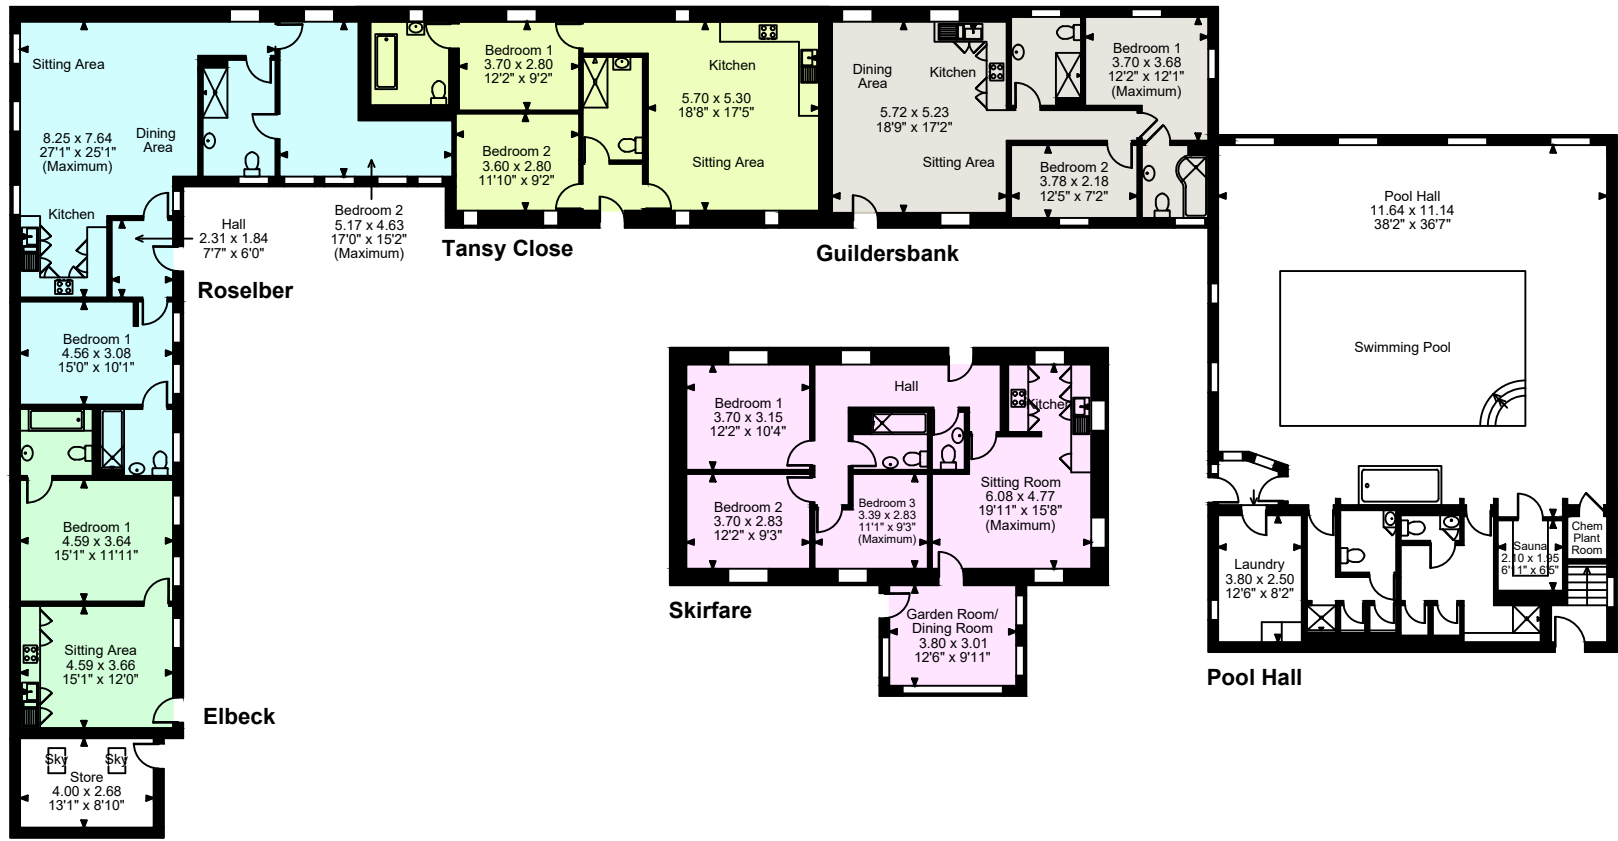 Sitting Area
8.25 x 7.64
27'1" x 25'1"
(Maximum)
Dining
Area
Kitchen
Hall
2.31 x 1.84
7'7" x 6'0"
Bedroom 2
5.17 x 4.63
17'0" x 15'2"
(Maximum)
Roselber
Bedroom 1
4.56 x 3.08
15'0" x 10'1"
Bedroom 1
3.70 x 2.80
12'2" x 9'2"
Bedroom 2
3.60 x 2.80
11'10" x 9'2"
Kitchen
5.70 x 5.30
18'8" x 17'5"
Sitting Area
Tansy Close
Dining
Area
Kitchen
5.72 x 5.23
18'9" x 17'2"
Sitting Area
Bedroom 1
3.70 x 3.68
12'2" x 12'1"
(Maximum)
Bedroom 2
3.78 x 2.18
12'5" x 7'2"
Guildersbank
Pool Hall
11.64 x 11.14
38'2" x 36'7"
Swimming Pool
Laundry
3.80 x 2.50
12'6" x 8'2"
Sauna
2.10 x 1.95
6'11" x 6'5"
Chem
Plant
Room
Pool Hall
Bedroom 1
3.70 x 3.15
12'2" x 10'4"
Hall
Kitchen
Bedroom 2
3.70 x 2.83
12'2" x 9'3"
Bedroom 3
3.39 x 2.83
11'1" x 9'3"
(Maximum)
Sitting Room
6.08 x 4.77
19'11" x 15'8"
(Maximum)
Skirfare
Garden Room/
Dining Room
3.80 x 3.01
12'6" x 9'11"
Bedroom 1
4.59 x 3.64
15'1" x 11'11"
Sitting Area
4.59 x 3.66
15'1" x 12'0"
Elbeck
Sky
Sky
Store
4.00 x 2.68
13'1" x 8'10"